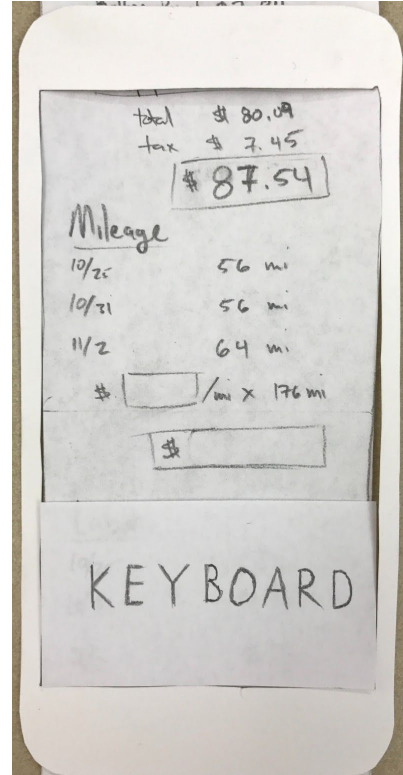 total $ 80.09
tax $ 7.45
$ 87.54
Mileage
10/25 56 mi
10/31 56 mi
11/2 64 mi
$ /mi x 176 mi
$
KEYBOARD